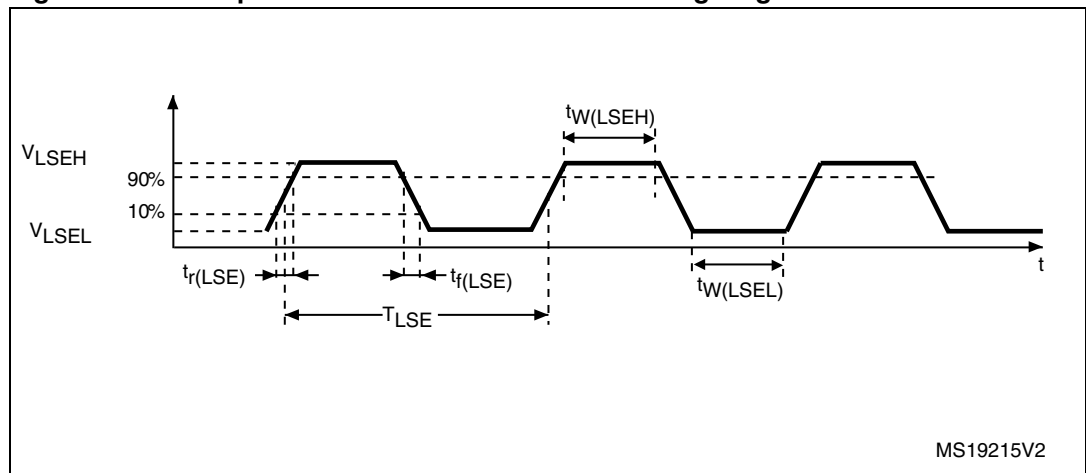 tW(LSEH)
VLSEH
90%
10%
VLSEL
tr(LSE)
tf(LSE)
tW(LSEL)
t
TLSE
MS19215V2